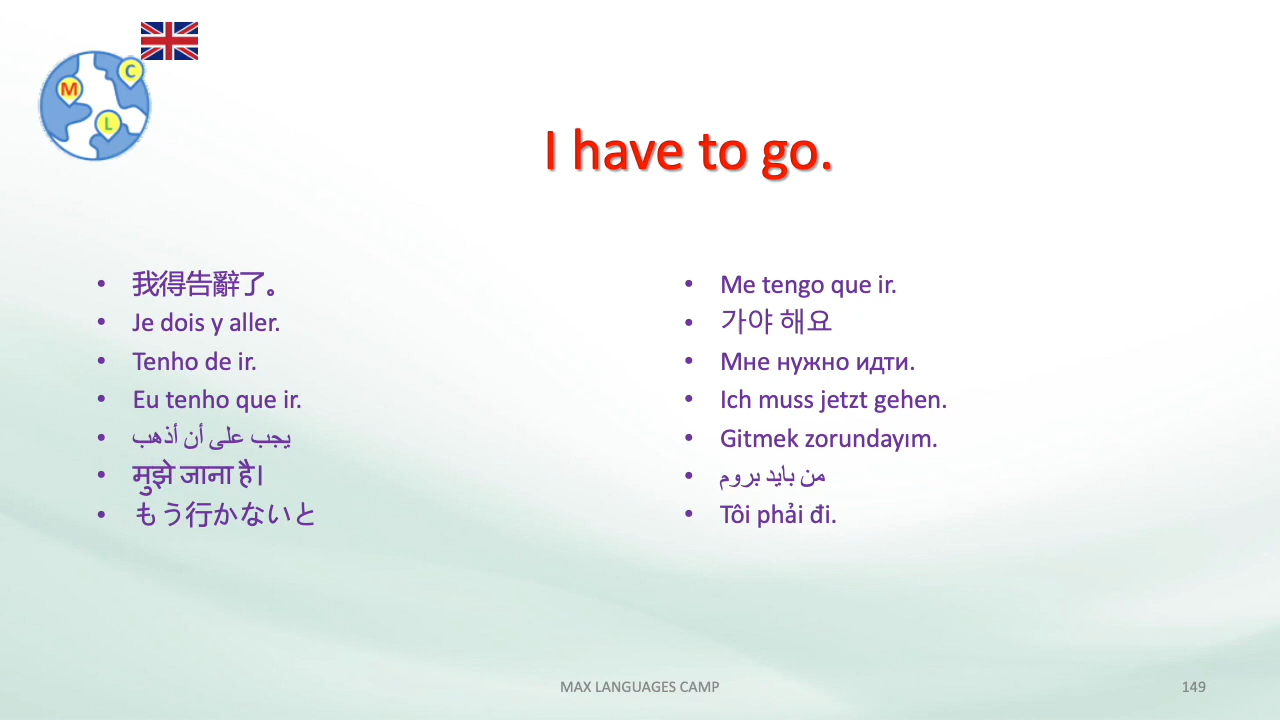 C
M
L
I have to go.
• 我得告辭了。
• Je dois y aller.
• Tenho de ir.
• Eu tenho que ir.
• يجب على أن أذهب
• मुझे जाना है।
• もう行かないと
• Me tengo que ir.
• 가야 해요
• Мне нужно идти.
• Ich muss jetzt gehen.
• Gitmek zorundayım.
• من باید بروم
• Tôi phải đi.
MAX LANGUAGES CAMP
149